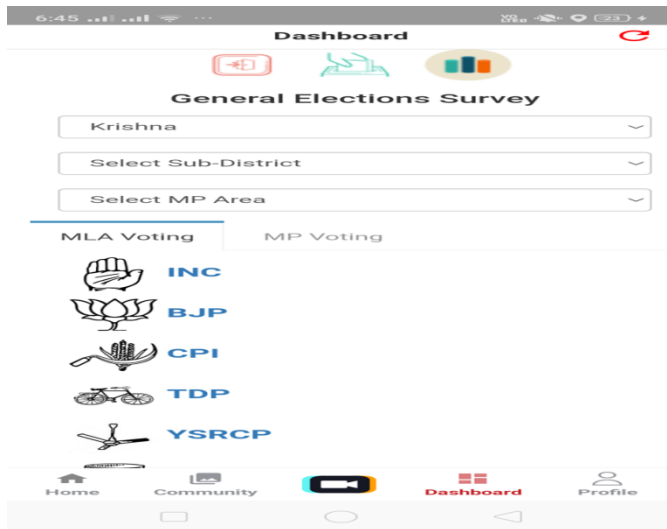 6:45
23
Dashboard
General Elections Survey
Krishna
Select Sub-District
Select MP Area
MLA Voting
MP Voting
INC
BJP
CPI
TDP
YSRCP
Home
Community
Dashboard
Profile